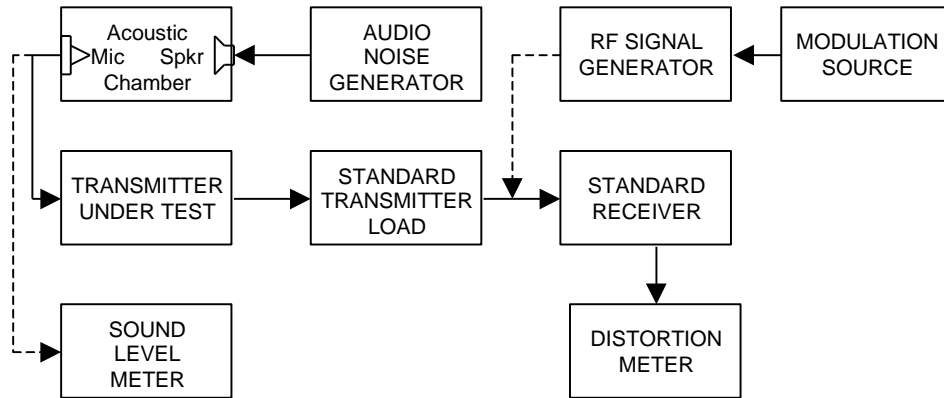 Acoustic
Mic Spkr
Chamber
AUDIO
NOISE
GENERATOR
RF SIGNAL
GENERATOR
MODULATION
SOURCE
TRANSMITTER
UNDER TEST
STANDARD
TRANSMITTER
LOAD
STANDARD
RECEIVER
SOUND
LEVEL
METER
DISTORTION
METER